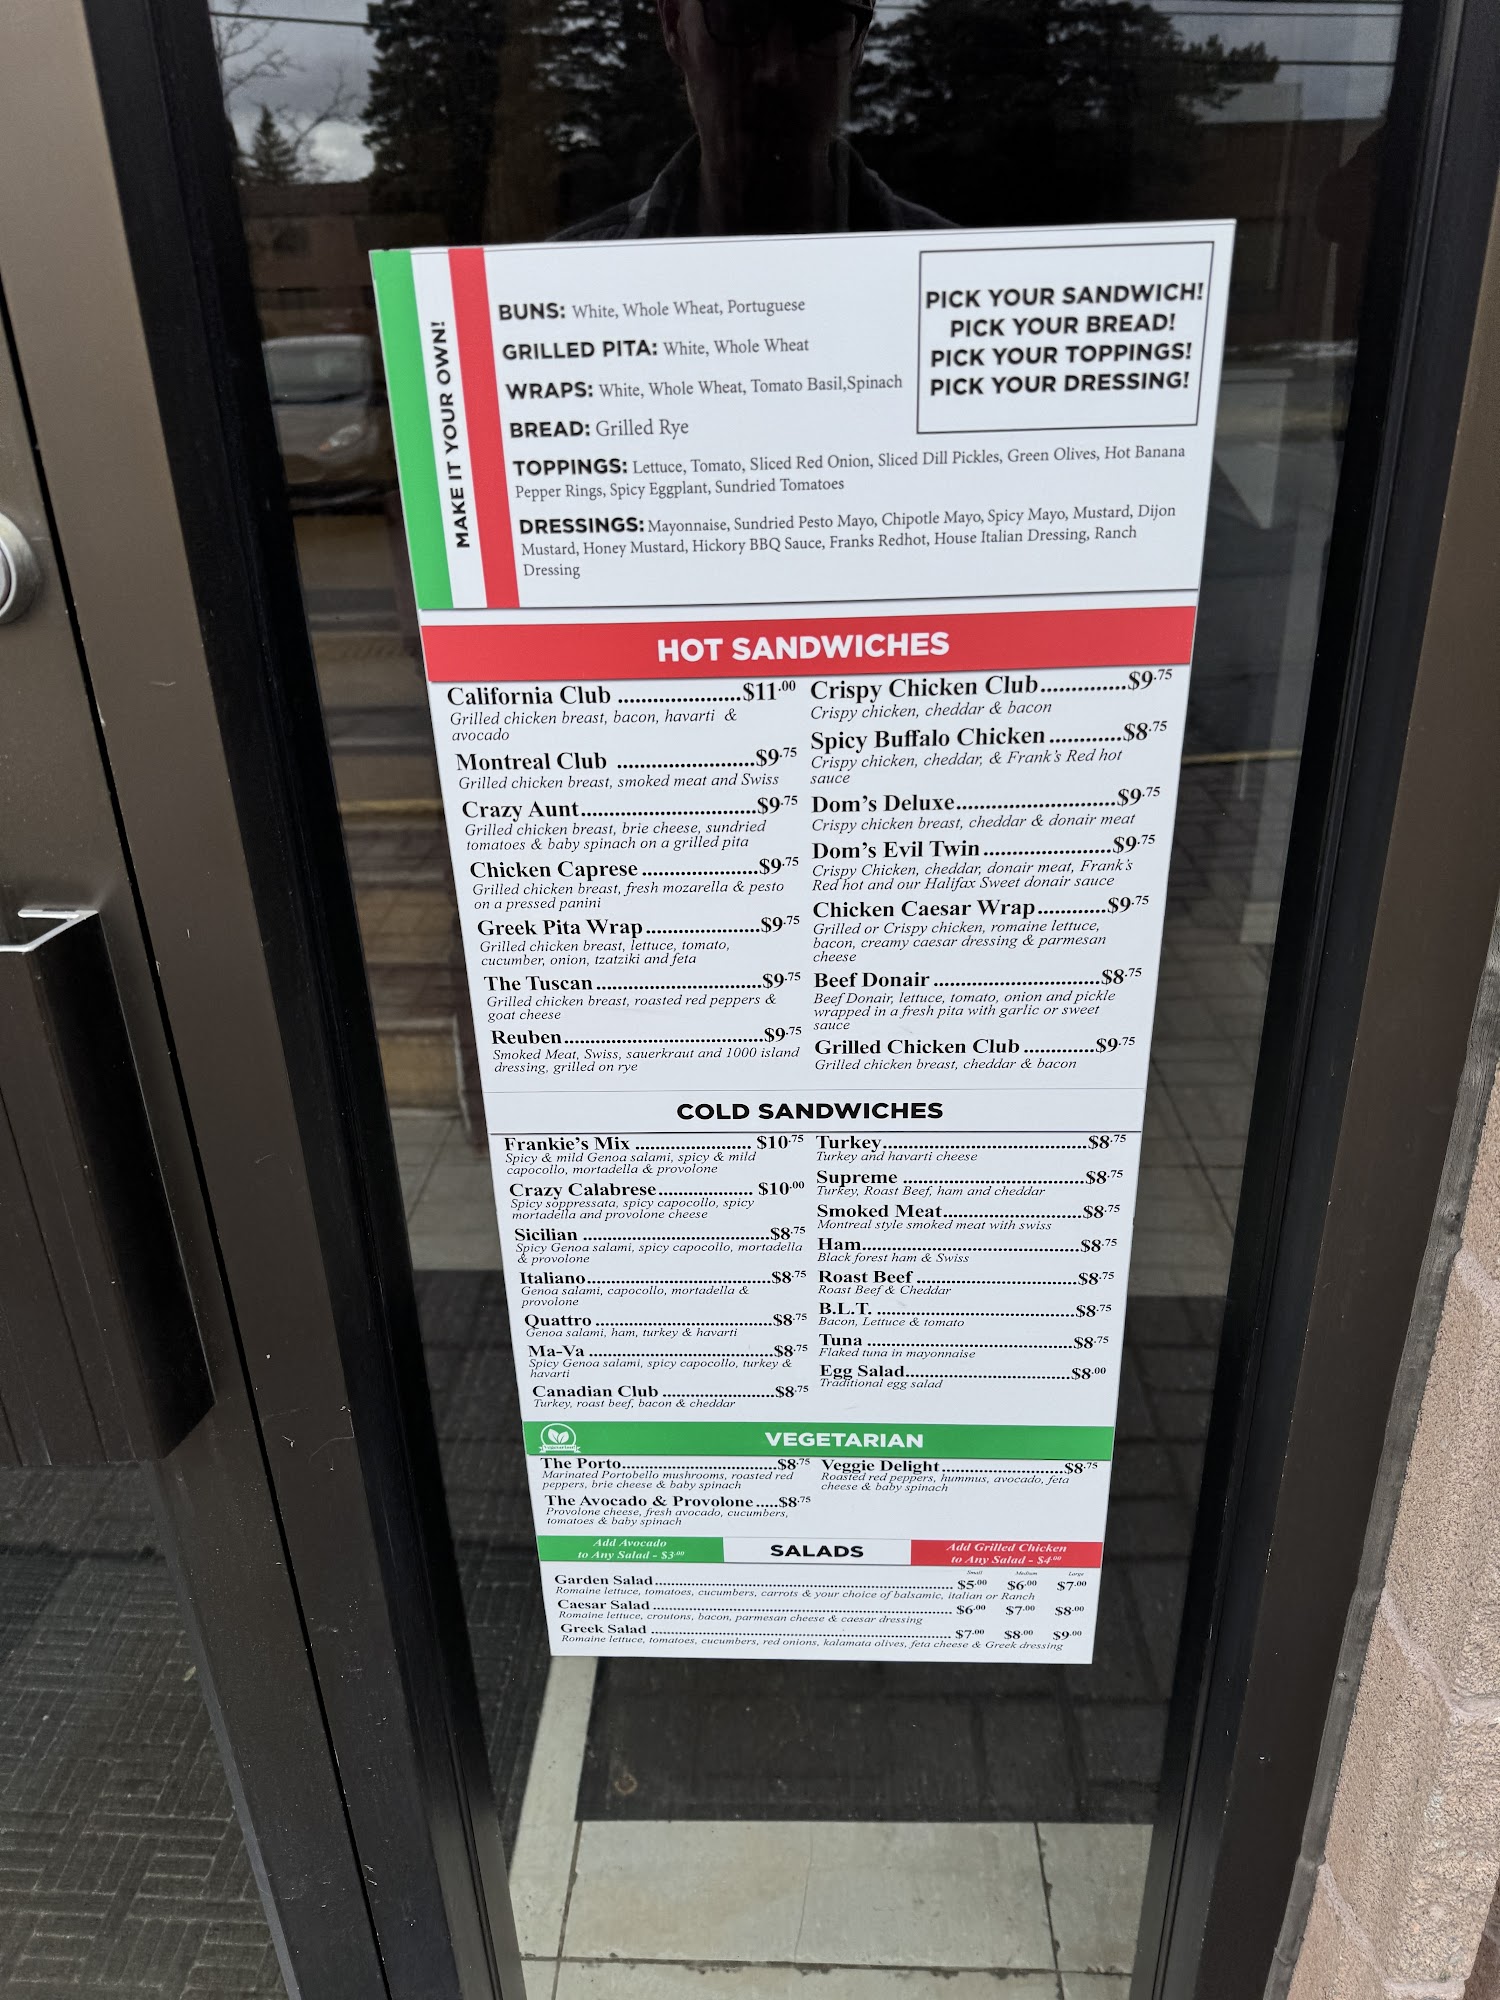 MAKE IT YOUR OWN!
BUNS: White, Whole Wheat, Portuguese
GRILLED PITA: White, Whole Wheat
WRAPS: White, Whole Wheat, Tomato Basil,Spinach
BREAD: Grilled Rye
PICK YOUR SANDWICH!
PICK YOUR BREAD!
PICK YOUR TOPPINGS!
PICK YOUR DRESSING!
TOPPINGS: Lettuce, Tomato, Sliced Red Onion, Sliced Dill Pickles, Green Olives, Hot Banana
Pepper Rings, Spicy Eggplant, Sundried Tomatoes
DRESSINGS: Mayonnaise, Sundried Pesto Mayo, Chipotle Mayo, Spicy Mayo, Mustard, Dijon
Mustard, Honey Mustard, Hickory BBQ Sauce, Franks Redhot, House Italian Dressing, Ranch
Dressing
HOT SANDWICHES
California Club ....................$11.00
Grilled chicken breast, bacon, havarti &
avocado
Montreal Club ......................$9.75
Grilled chicken breast, smoked meat and Swiss
Crazy Aunt............................$9.75
Grilled chicken breast, brie cheese, sundried
tomatoes & baby spinach on a grilled pita
Chicken Caprese ...................$9.75
Grilled chicken breast, fresh mozarella & pesto
on a pressed panini
Greek Pita Wrap...................$9.75
Grilled chicken breast, lettuce, tomato,
cucumber, onion, tzatziki and feta
The Tuscan...........................$9.75
Grilled chicken breast, roasted red peppers &
goat cheese
Reuben.................................$9.75
Smoked Meat, Swiss, sauerkraut and 1000 island
dressing, grilled on rye
Crispy Chicken Club..............$9.75
Crispy chicken, cheddar & bacon
Spicy Buffalo Chicken ............$8.75
Crispy chicken, cheddar, & Frank's Red hot
sauce
Dom's Deluxe..........................$9.75
Crispy chicken breast, cheddar & donair meat
Dom's Evil Twin .....................$9.75
Crispy Chicken, cheddar, donair meat, Frank's
Red hot and our Halifax Sweet donair sauce
Chicken Caesar Wrap............$9.75
Grilled or Crispy chicken, romaine lettuce,
bacon, creamy caesar dressing & parmesan
cheese
Beef Donair ............................$8.75
Beef Donair, lettuce, tomato, onion and pickle
wrapped in a fresh pita with garlic or sweet
sauce
Grilled Chicken Club ............$9.75
Grilled chicken breast, cheddar & bacon
COLD SANDWICHES
Frankie's Mix .................... $10.75
Spicy & mild Genoa salami, spicy & mild
capocollo, mortadella & provolone
Crazy Calabrese................. $10.00
Spicy soppressata, spicy capocollo, spicy
mortadella and provolone cheese
Sicilian .................................$8.75
Spicy Genoa salami, spicy capocollo, mortadella
& provolone
Italiano.................................$8.75
Genoa salami, capocollo, mortadella &
provolone
Quattro ................................$8.75
Genoa salami, ham, turkey & havarti
Ma-Va .................................$8.75
Spicy Genoa salami, spicy capocollo, turkey &
havarti
Canadian Club ....................$8.75
Turkey, roast beef, bacon & cheddar
Turkey....................................$8.75
Turkey and havarti cheese
Supreme ................................$8.75
Turkey, Roast Beef, ham and cheddar
Smoked Meat.........................$8.75
Montreal style smoked meat with swiss
Ham.......................................$8.75
Black forest ham & Swiss
Roast Beef .............................$8.75
Roast Beef & Cheddar
B.L.T. ...................................$8.75
Bacon, Lettuce & tomato
Tuna .....................................$8.75
Flaked tuna in mayonnaise
Egg Salad..............................$8.00
Traditional egg salad
VEGETARIAN
The Porto............................$8.75
Marinated Portobello mushrooms, roasted red
peppers, brie cheese & baby spinach
The Avocado & Provolone .....$8.75
Provolone cheese, fresh avocado, cucumbers,
tomatoes & baby spinach
Veggie Delight......................$8.75
Roasted red peppers, hummus, avocado, feta
cheese & baby spinach
Add Avocado
to Any Salad - $3.00
SALADS
Add Grilled Chicken
to Any Salad - $4.00
Small Medium Large
Garden Salad........................................................ $5.00 $6.00 $7.00
Romaine lettuce, tomatoes, cucumbers, carrots & your choice of balsamic, italian or Ranch
Caesar Salad ........................................................ $6.00 $7.00 $8.00
Romaine lettuce, croutons, bacon, parmesan cheese & caesar dressing
Greek Salad ......................................................... $7.00 $8.00 $9.00
Romaine lettuce, tomatoes, cucumbers, red onions, kalamata olives, feta cheese & Greek dressing